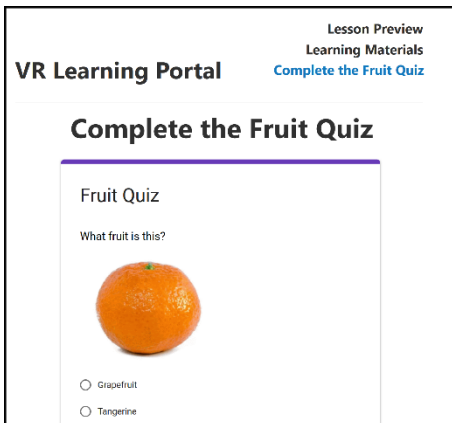 Lesson Preview
Learning Materials
VR Learning Portal
Complete the Fruit Quiz
Complete the Fruit Quiz
Fruit Quiz
What fruit is this?
Grapefruit
Tangerine